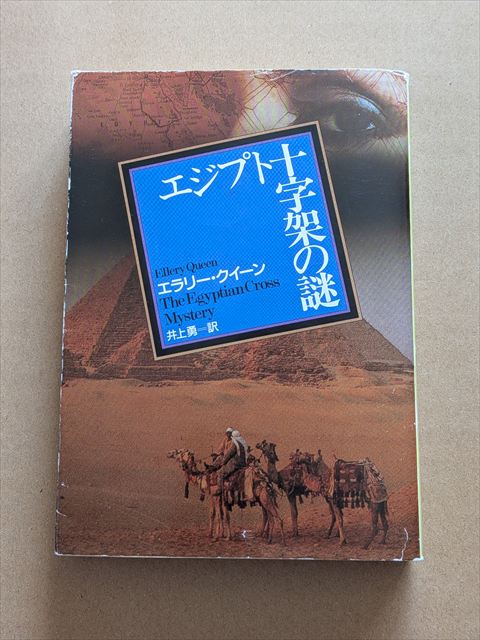 エジプト十字架の謎
Ellery Queen
エラリー・クイーン
The Egyptian Cross
Mystery
井上勇=訳